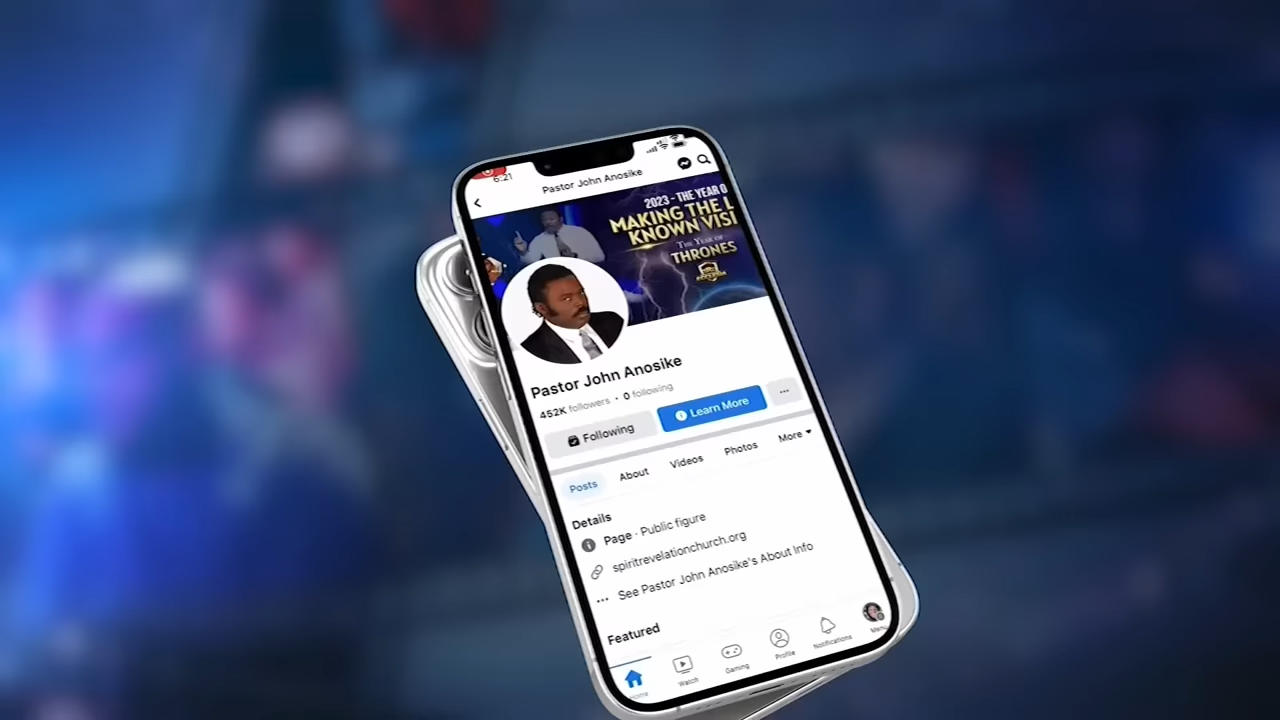 6:21
Pastor John Anosike
2023 - THE YEAR O
MAKING THE L
KNOWN VISI
THE YEAR OF
THRONES
Pastor John Anosike
452K followers · 0 following
Following
Learn More
Posts
About
Videos
Photos
More
Details
Page · Public figure
spiritrevelationchurch.org
See Pastor John Anosike's About Info
Featured
Home
Watch
Gaming
Profile
Notifications
Menu